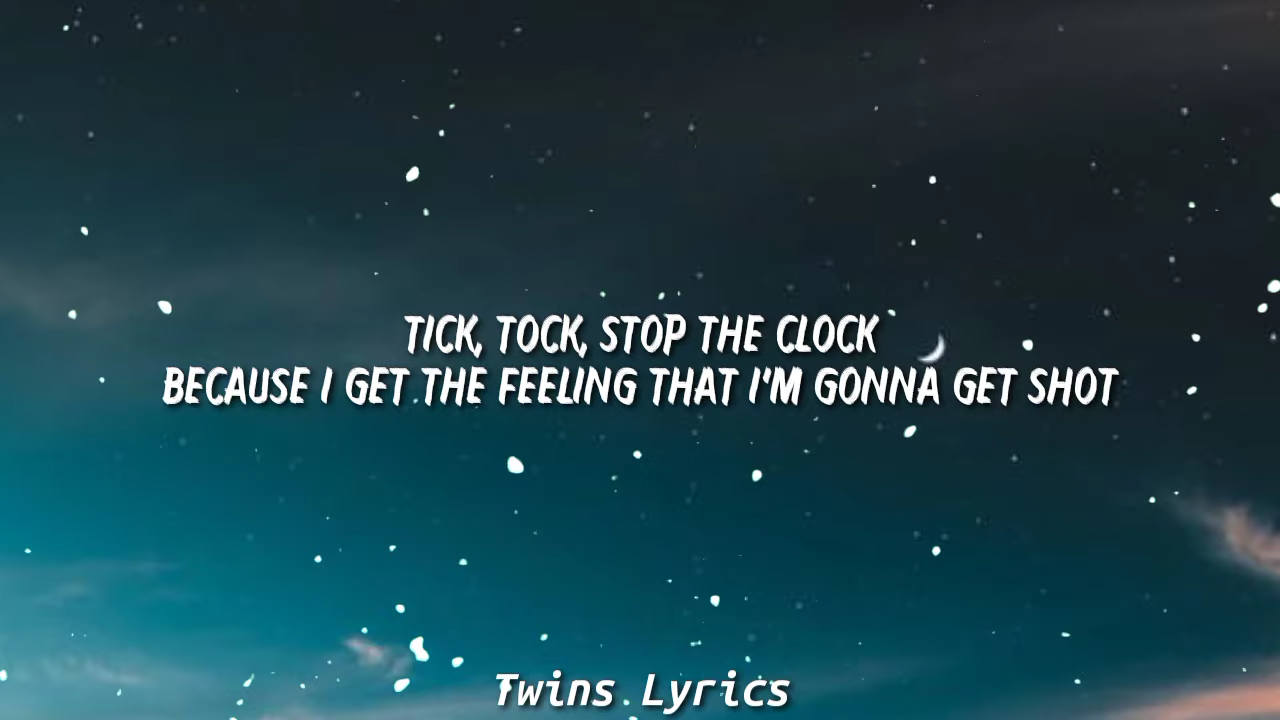 TICK, TOCK, STOP THE CLOCK
BECAUSE I GET THE FEELING THAT I'M GONNA GET SHOT
Twins Lyrics